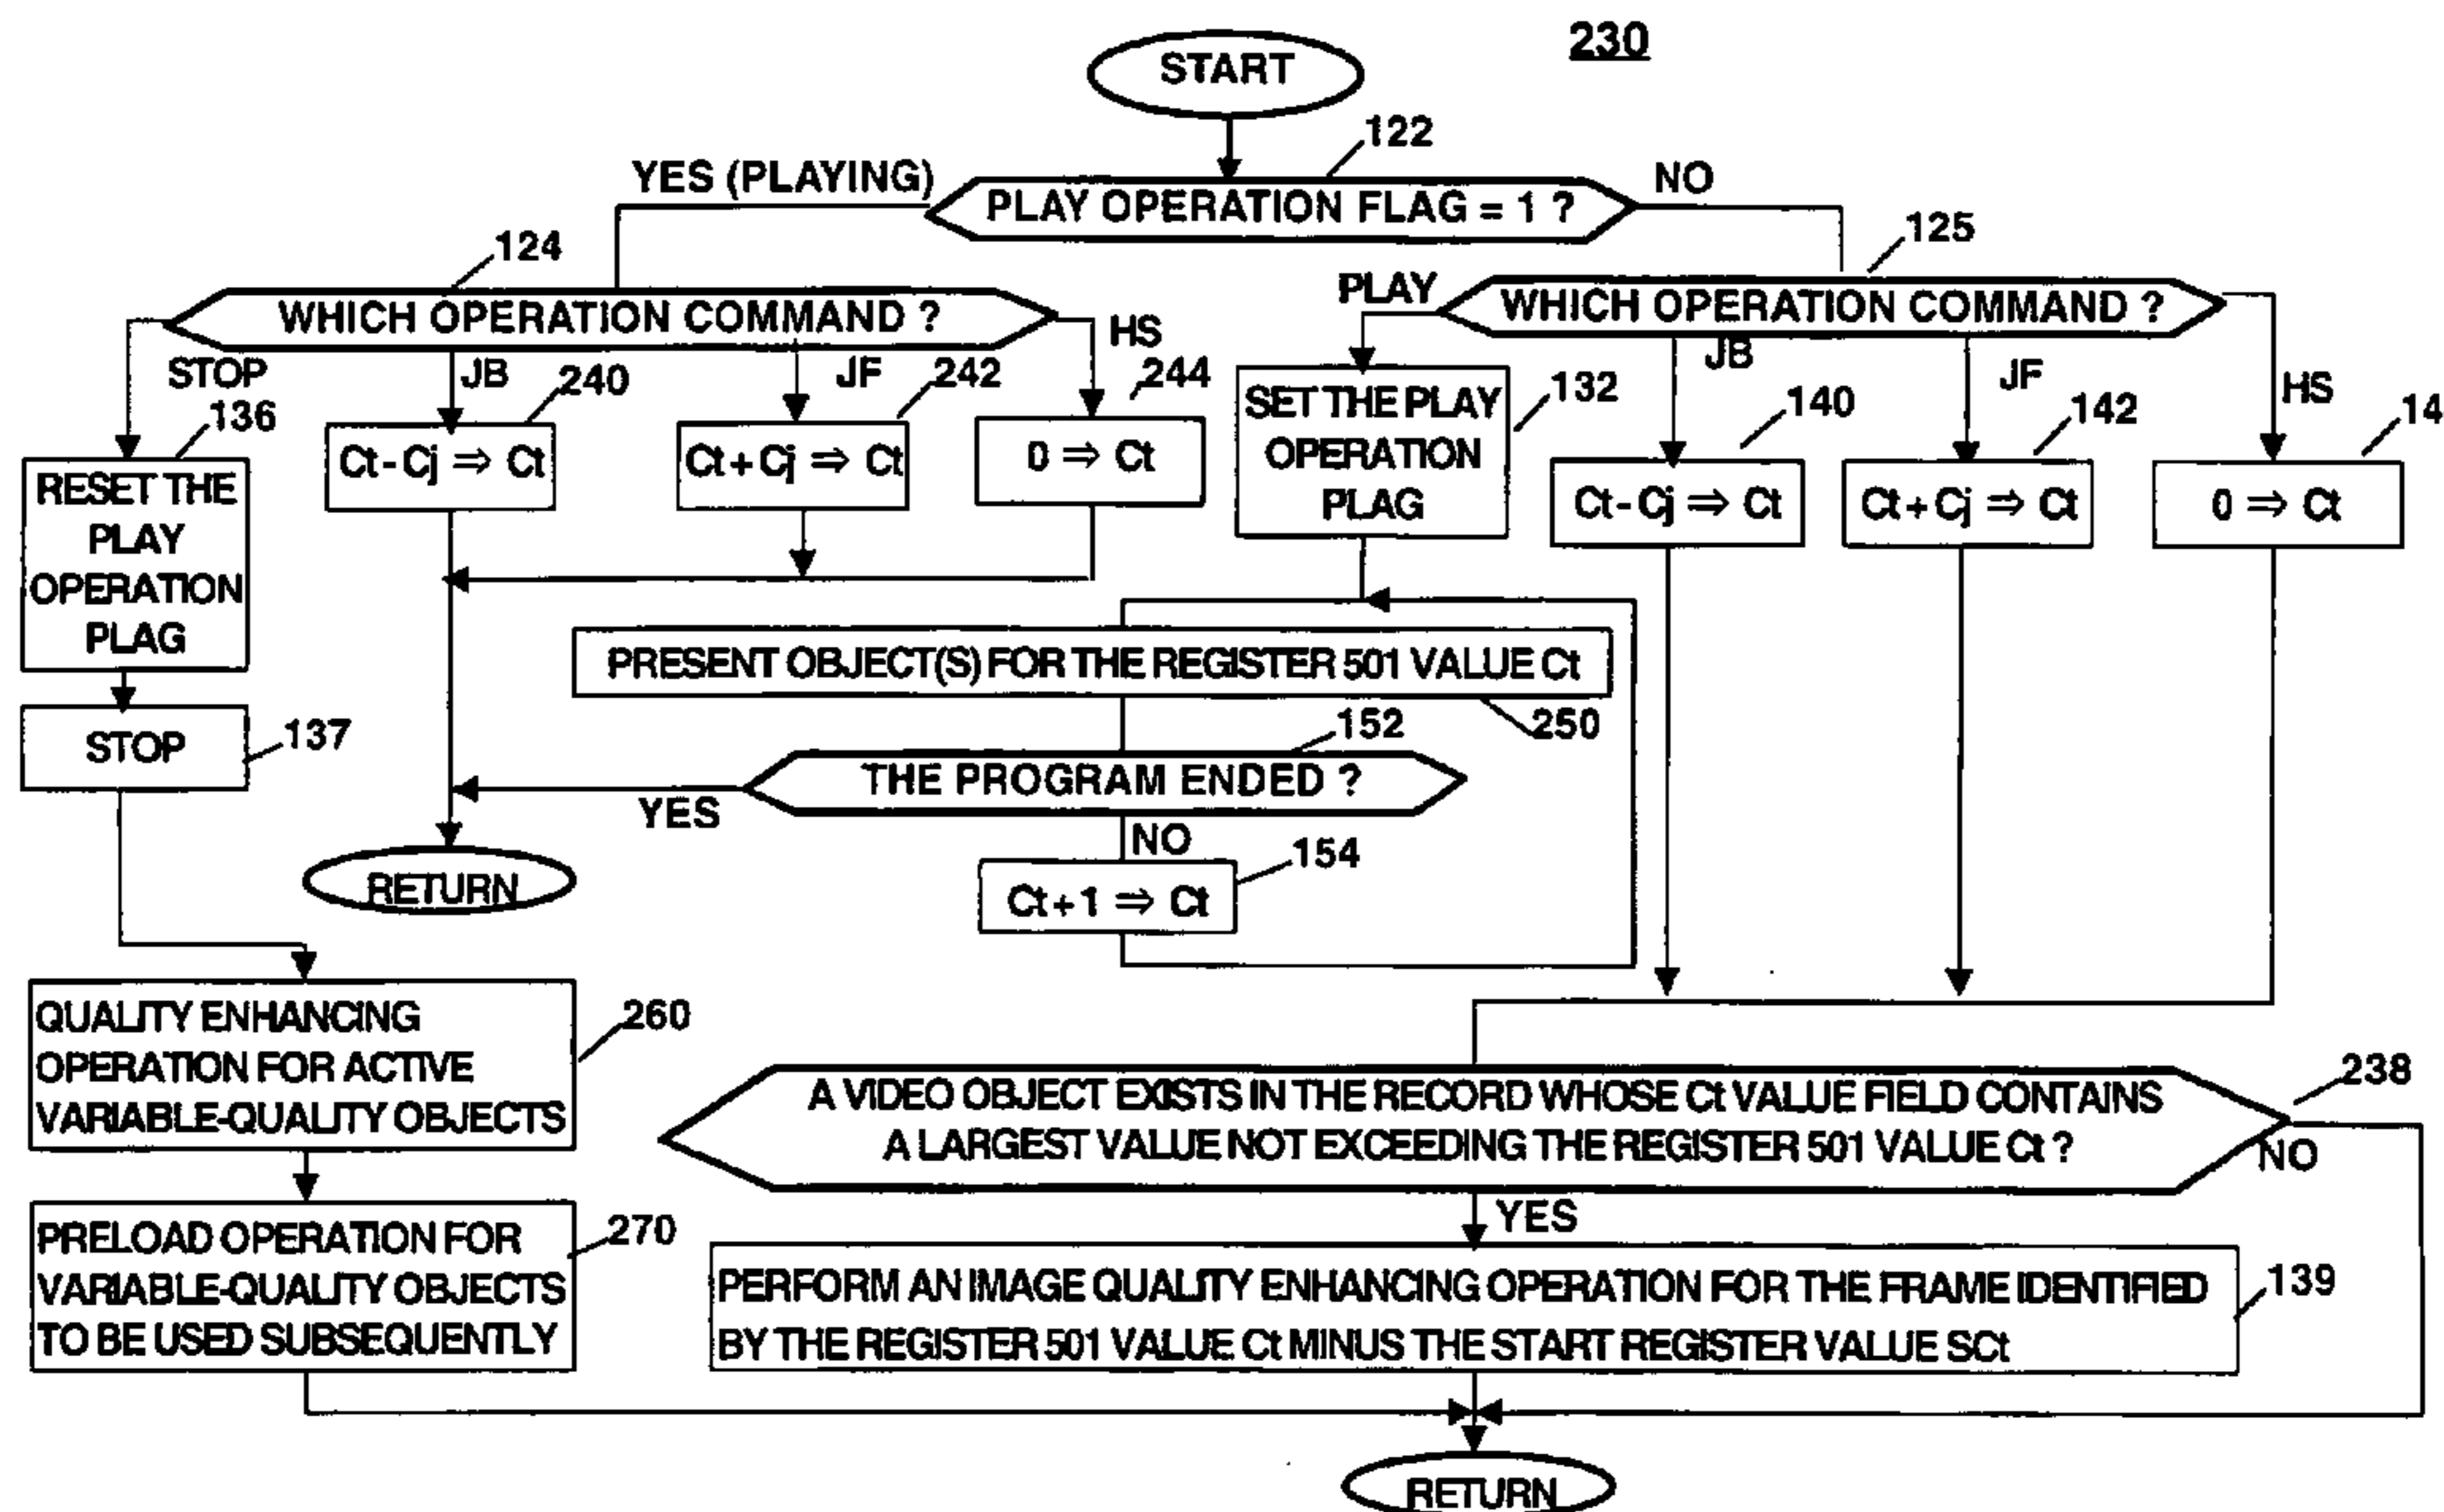 230
START
122
YES (PLAYING)
PLAY OPERATION FLAG = 1 ?
NO
124
125
WHICH OPERATION COMMAND ?
PLAY
WHICH OPERATION COMMAND ?
STOP
JB
JF
HS
JB
JF
HS
136
240
242
244
132
140
142
14
RESET THE
PLAY
OPERATION
PLAG
Ct - Cj ⇒ Ct
Ct + Cj ⇒ Ct
0 ⇒ Ct
SET THE PLAY
OPERATION
PLAG
Ct - Cj ⇒ Ct
Ct + Cj ⇒ Ct
0 ⇒ Ct
PRESENT OBJECT(S) FOR THE REGISTER 501 VALUE Ct
250
STOP
137
152
THE PROGRAM ENDED ?
YES
NO
154
RETURN
Ct + 1 ⇒ Ct
QUALITY ENHANCING
OPERATION FOR ACTIVE
VARIABLE-QUALITY OBJECTS
260
A VIDEO OBJECT EXISTS IN THE RECORD WHOSE Ct VALUE FIELD CONTAINS
A LARGEST VALUE NOT EXCEEDING THE REGISTER 501 VALUE Ct ?
238
NO
YES
PRELOAD OPERATION FOR
VARIABLE-QUALITY OBJECTS
TO BE USED SUBSEQUENTLY
270
PERFORM AN IMAGE QUALITY ENHANCING OPERATION FOR THE FRAME IDENTIFIED
BY THE REGISTER 501 VALUE Ct MINUS THE START REGISTER VALUE SCt
139
RETURN